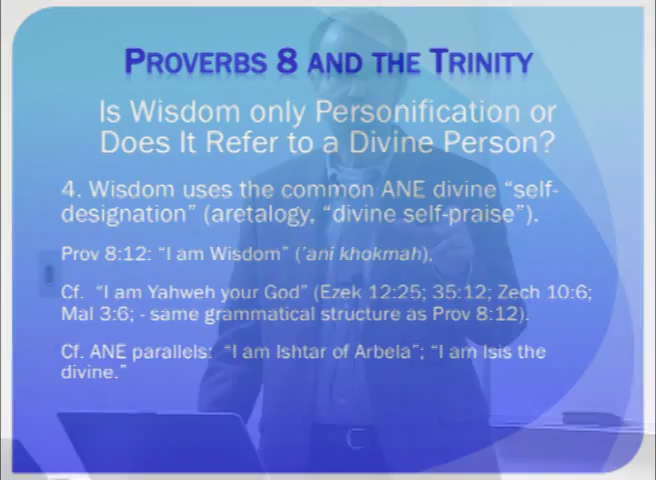 PROVERBS 8 AND THE TRINITY
Is Wisdom only Personification or
Does It Refer to a Divine Person?
4. Wisdom uses the common ANE divine “self-
designation” (aretalogy, “divine self-praise”).
Prov 8:12: “I am Wisdom” (’ani khokmah);
Cf. “I am Yahweh your God” (Ezek 12:25; 35:12; Zech 10:6;
Mal 3:6; - same grammatical structure as Prov 8:12).
Cf. ANE parallels: “I am Ishtar of Arbela”; “I am Isis the
divine.”